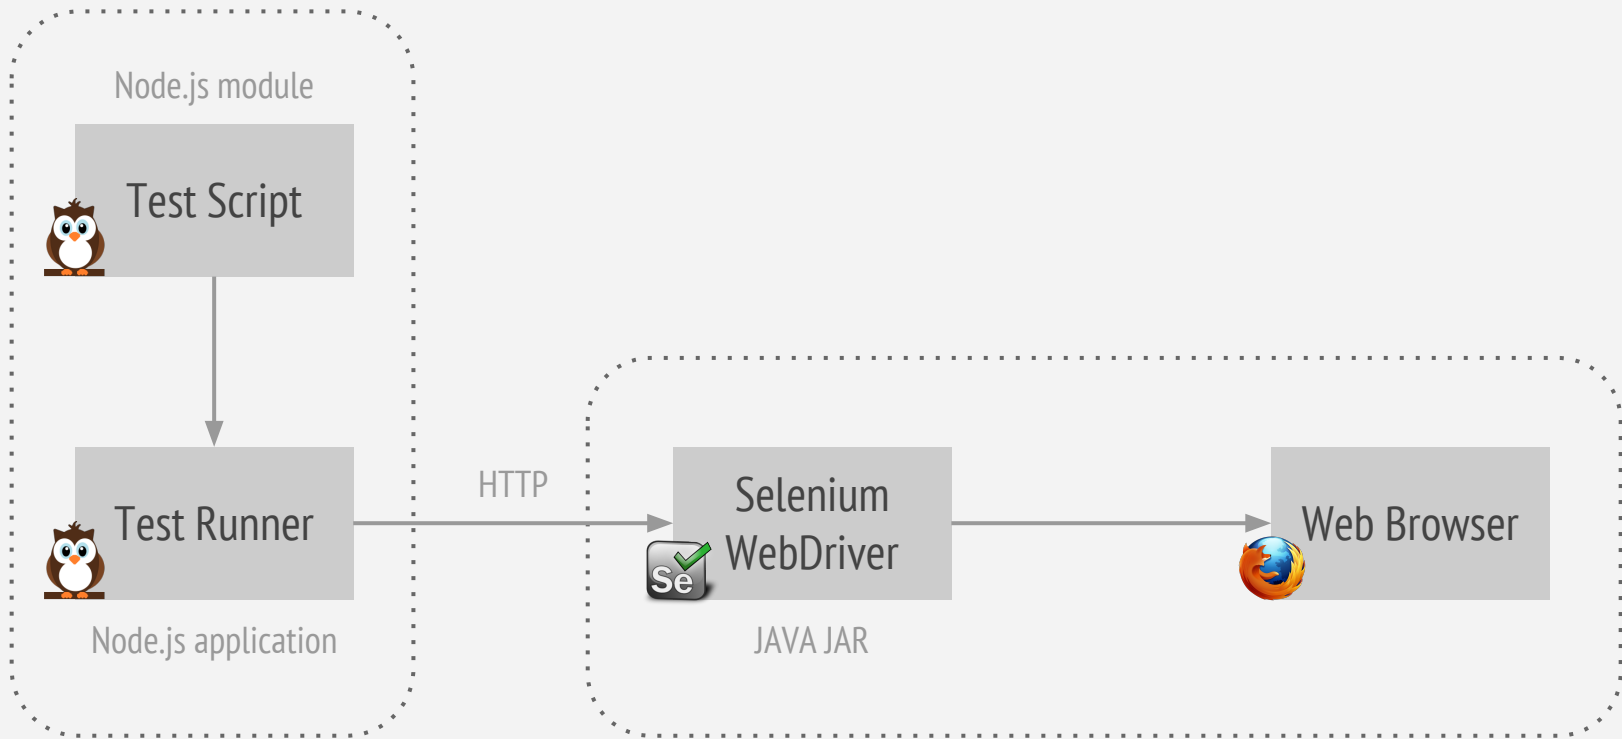 Node.js module
Test Script
Test Runner
Node.js application
HTTP
Selenium
WebDriver
Se
JAVA JAR
Web Browser